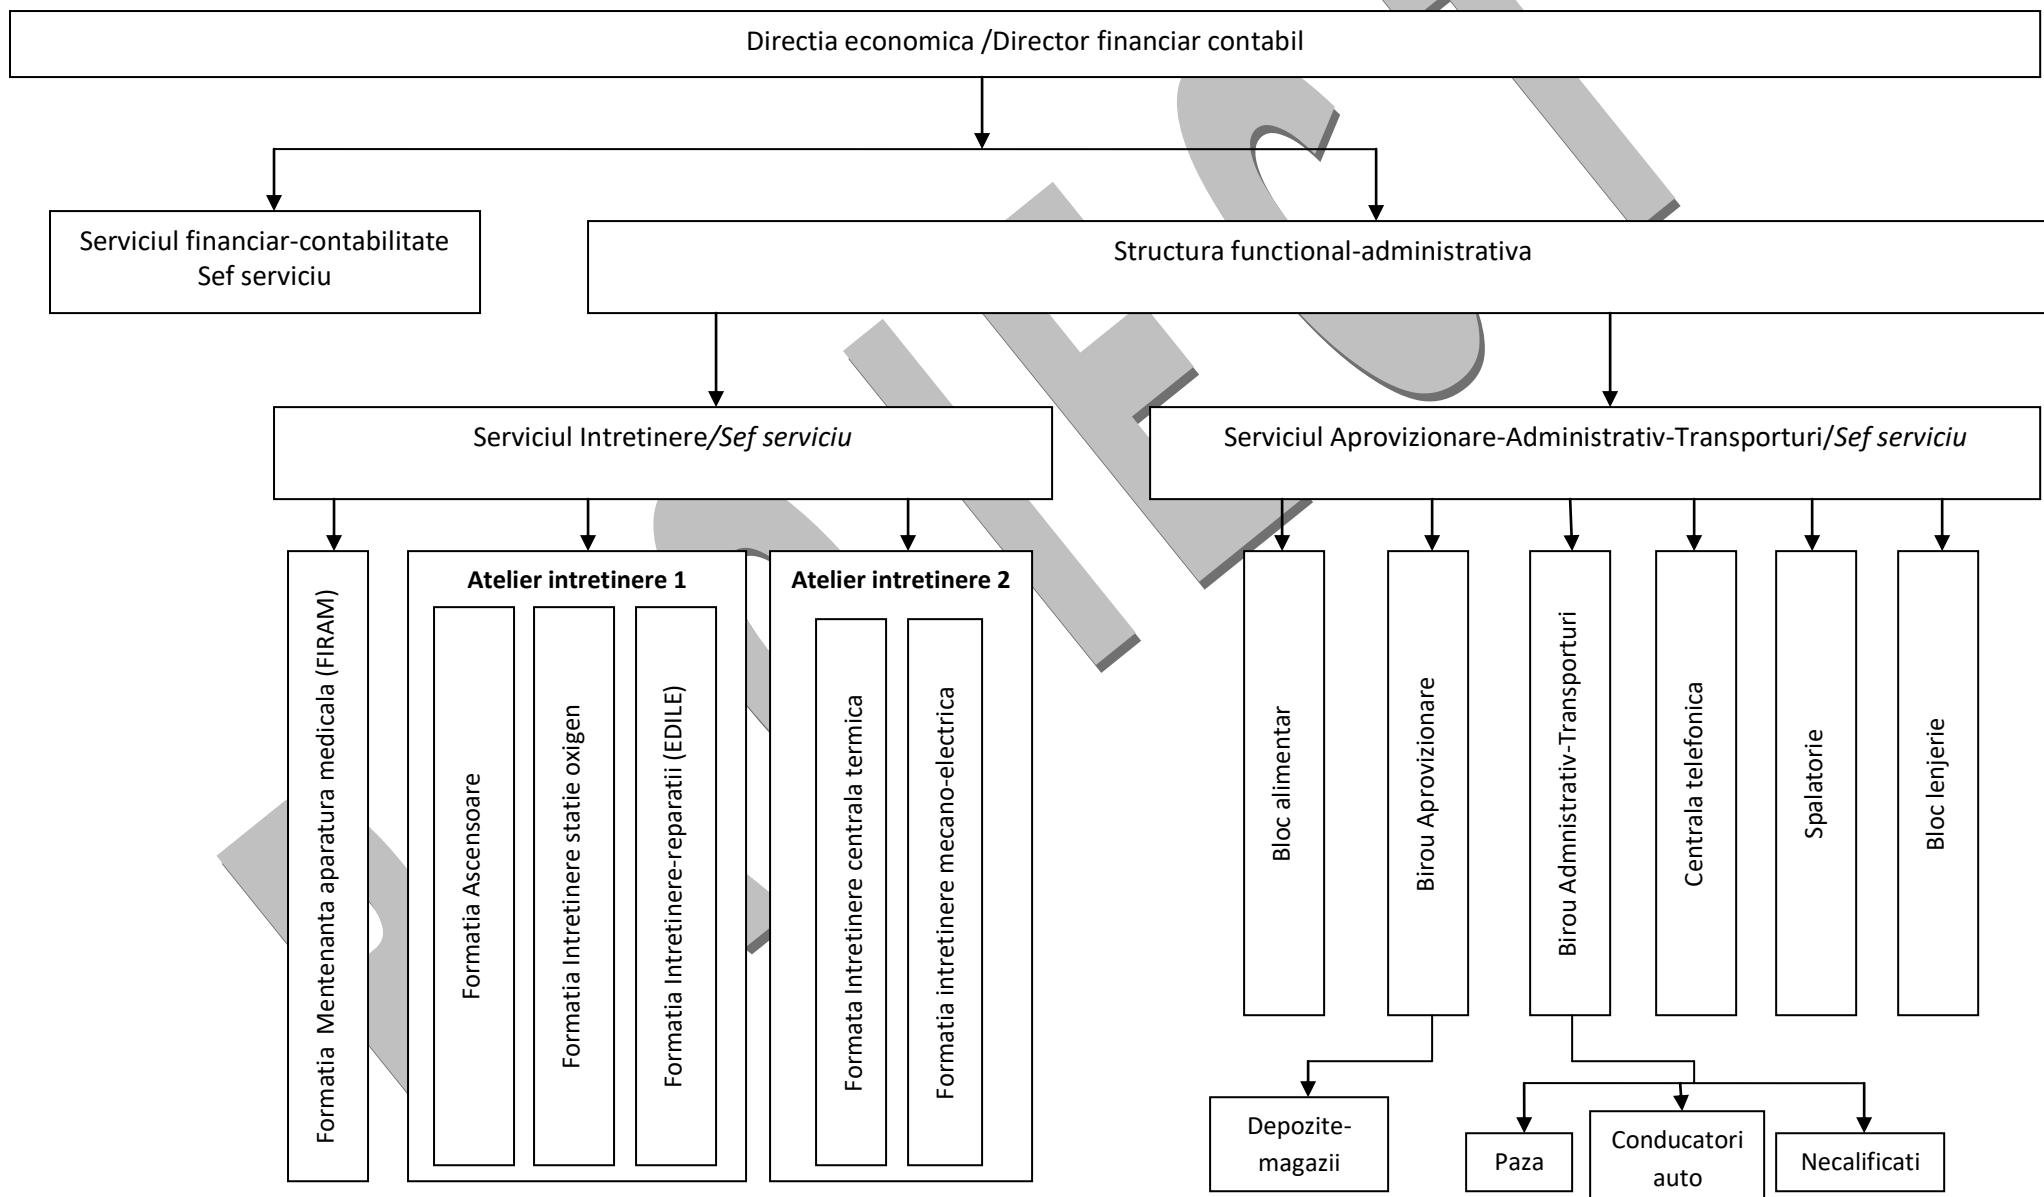 Directia economica /Director financiar contabil
Serviciul financiar-contabilitate
Sef serviciu
Structura functional-administrativa
Serviciul Intretinere/Sef serviciu
Serviciul Aprovizionare-Administrativ-Transporturi/Sef serviciu
Formatia Mentenanta aparatura medicala (FIRAM)
Atelier intretinere 1
Formatia Ascensoare
Formatia Intretinere statie oxigen
Formatia Intretinere-reparatii (EDILE)
Atelier intretinere 2
Formata Intretinere centrala termica
Formatia intretinere mecano-electrica
Bloc alimentar
Birou Aprovizionare
Birou Administrativ-Transporturi
Centrala telefonica
Spalatorie
Bloc lenjerie
Depozite-
magazii
Paza
Conducatori
auto
Necalificati